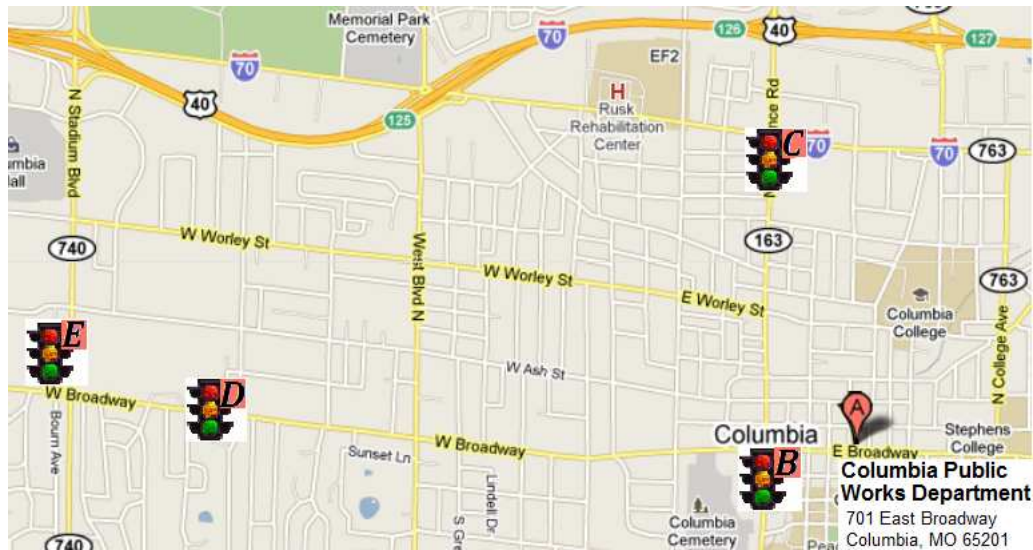 Memorial Park
Cemetery
70
70
126
40
127
EF2
40
N Stadium Blvd
125
H
Rusk
Rehabilitation
Center
C
70
70
763
W Worley St
740
West Blvd N
163
W Worley St
E Worley St
763
Columbia
College
E
N College Ave
W Ash St
D
W Broadway
A
Bourn Ave
Stephens
College
Columbia
W Broadway
E Broadway
Sunset Ln
B
Columbia Public
Works Department
Lindell Dr
701 East Broadway
Columbia
Cemetery
Columbia, MO 65201
740